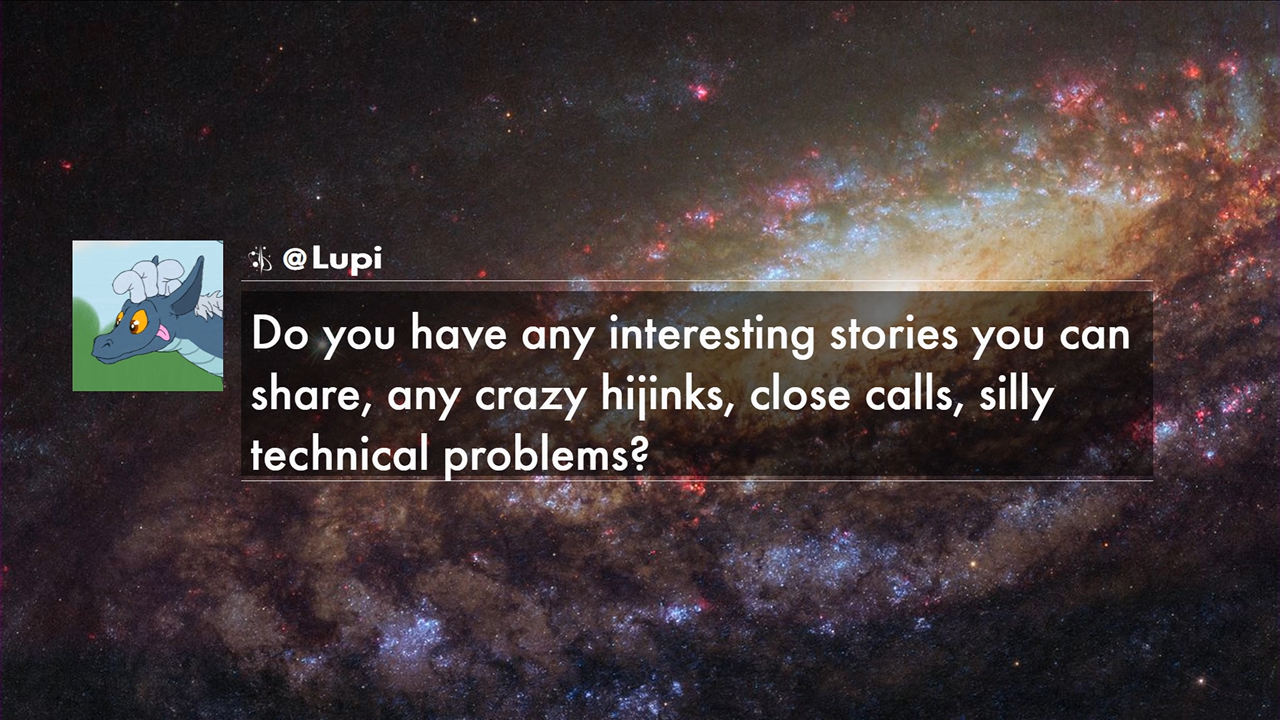 @Lupi
Do you have any interesting stories you can
share, any crazy hijinks, close calls, silly
technical problems?